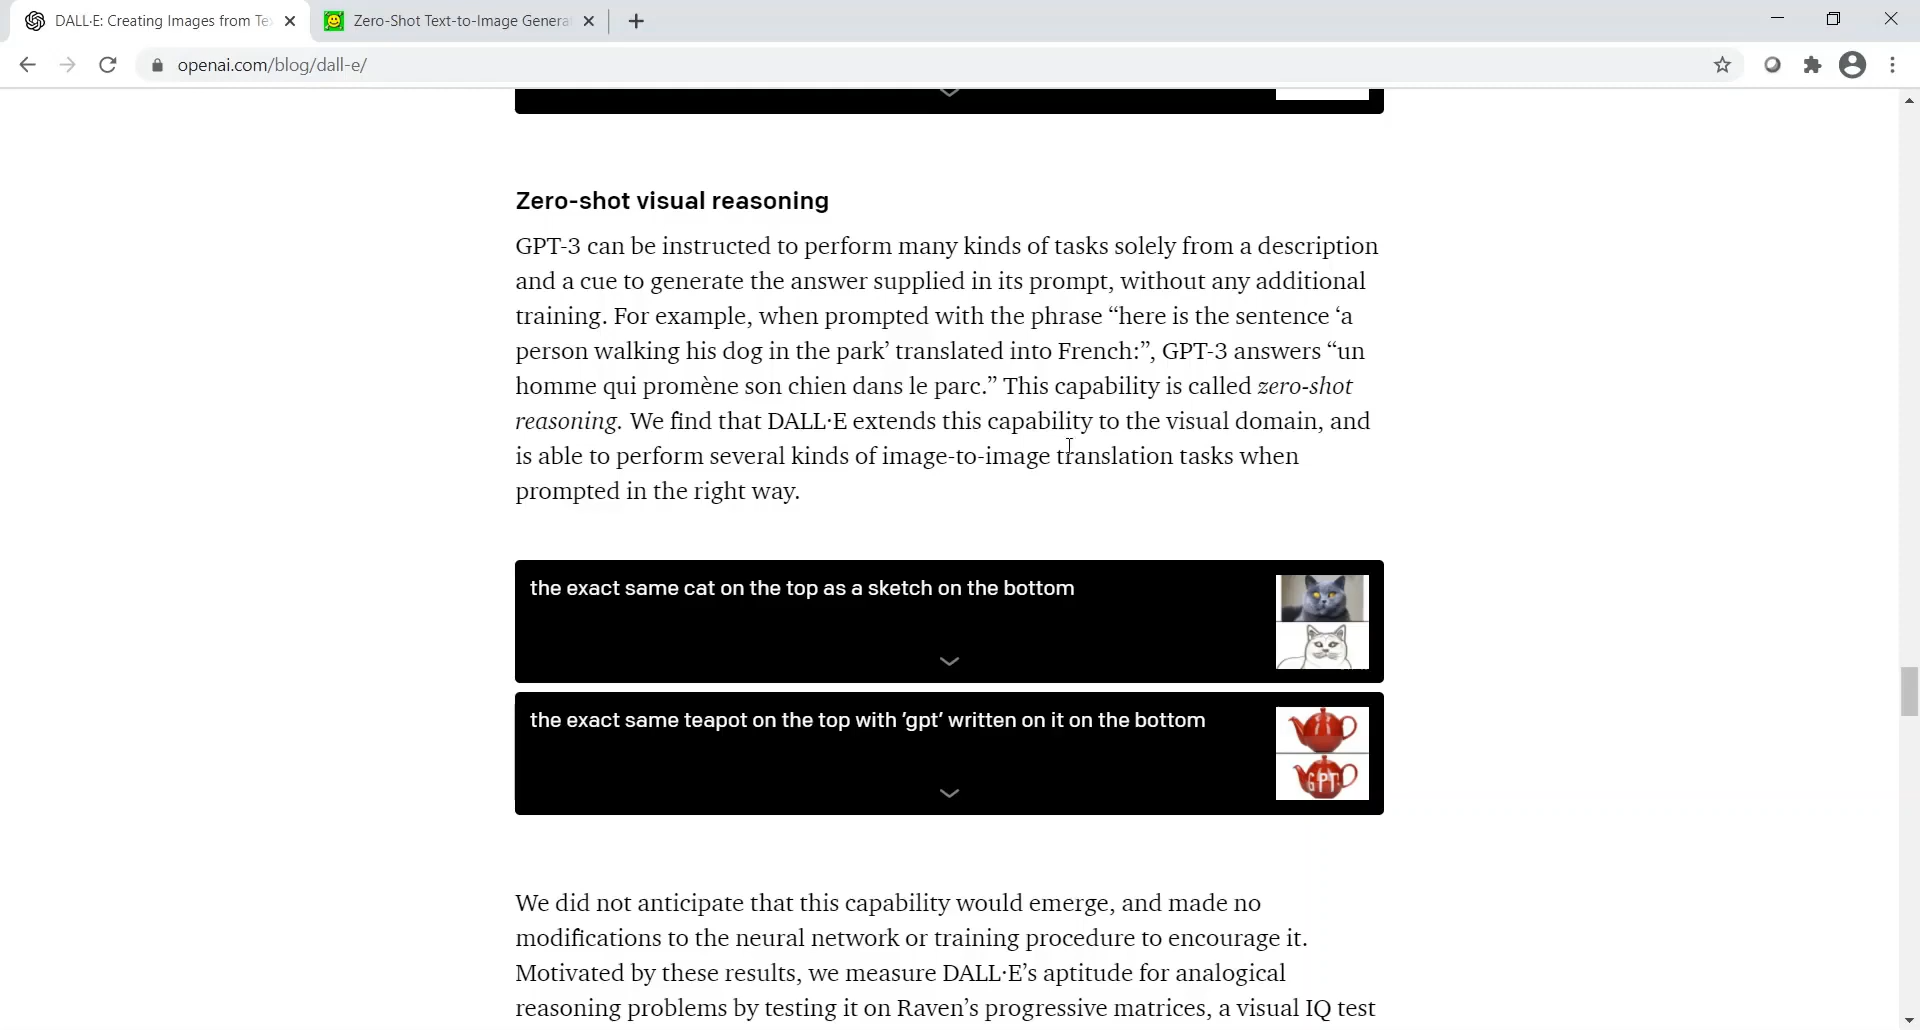 DALL·E: Creating Images from Te
Zero-Shot Text-to-Image Genera
openai.com/blog/dall-e/
Zero-shot visual reasoning
GPT-3 can be instructed to perform many kinds of tasks solely from a description
and a cue to generate the answer supplied in its prompt, without any additional
training. For example, when prompted with the phrase “here is the sentence ‘a
person walking his dog in the park’ translated into French:”, GPT-3 answers “un
homme qui promène son chien dans le parc.” This capability is called zero-shot
reasoning. We find that DALL·E extends this capability to the visual domain, and
is able to perform several kinds of image-to-image translation tasks when
prompted in the right way.
the exact same cat on the top as a sketch on the bottom
the exact same teapot on the top with ’gpt’ written on it on the bottom
GPT
We did not anticipate that this capability would emerge, and made no
modifications to the neural network or training procedure to encourage it.
Motivated by these results, we measure DALL·E’s aptitude for analogical
reasoning problems by testing it on Raven’s progressive matrices, a visual IQ test